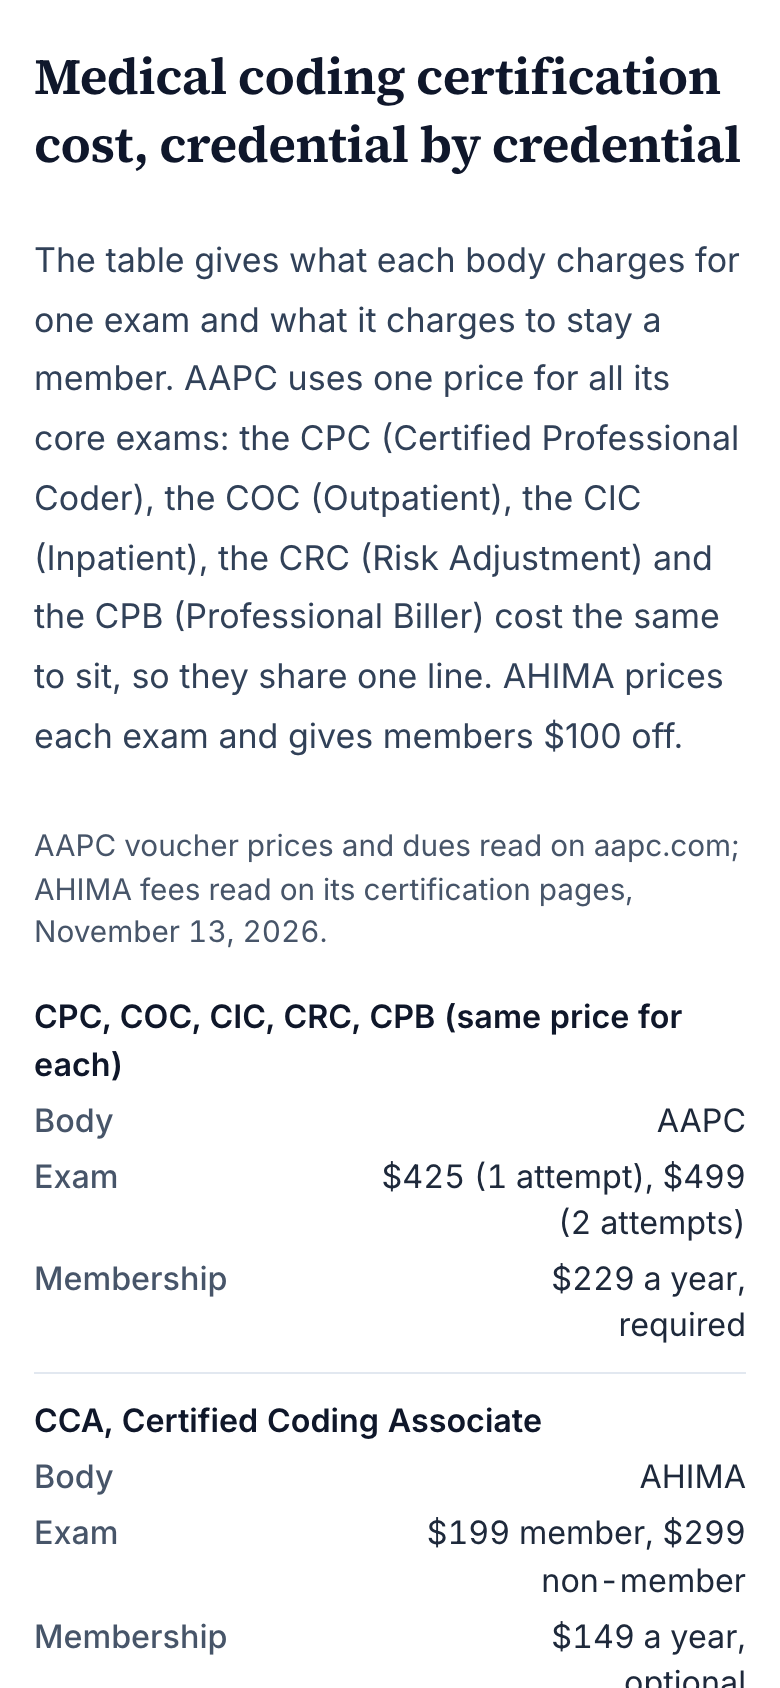 Medical coding certification
cost, credential by credential
The table gives what each body charges for
one exam and what it charges to stay a
member. AAPC uses one price for all its
core exams: the CPC (Certified Professional
Coder), the COC (Outpatient), the CIC
(Inpatient), the CRC (Risk Adjustment) and
the CPB (Professional Biller) cost the same
to sit, so they share one line. AHIMA prices
each exam and gives members $100 off.
AAPC voucher prices and dues read on aapc.com;
AHIMA fees read on its certification pages,
November 13, 2026.
CPC, COC, CIC, CRC, CPB (same price for
each)
Body AAPC
Exam $425 (1 attempt), $499
(2 attempts)
Membership $229 a year,
required
CCA, Certified Coding Associate
Body AHIMA
Exam $199 member, $299
non-member
Membership $149 a year,
optional